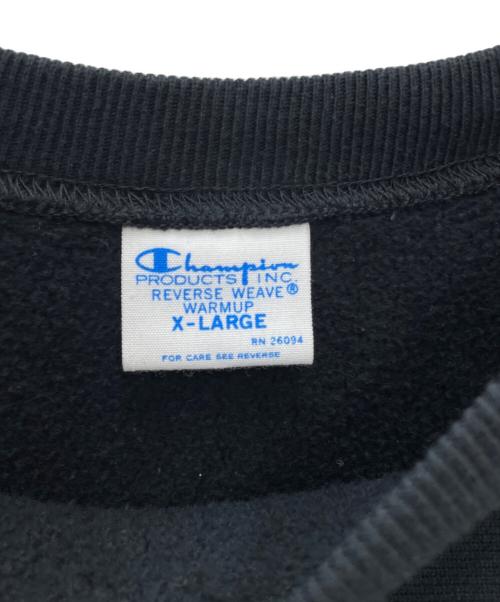 Champion
PRODUCTS INC.
REVERSE WEAVE®
WARMUP
X-LARGE
RN 26094
FOR CARE SEE REVERSE